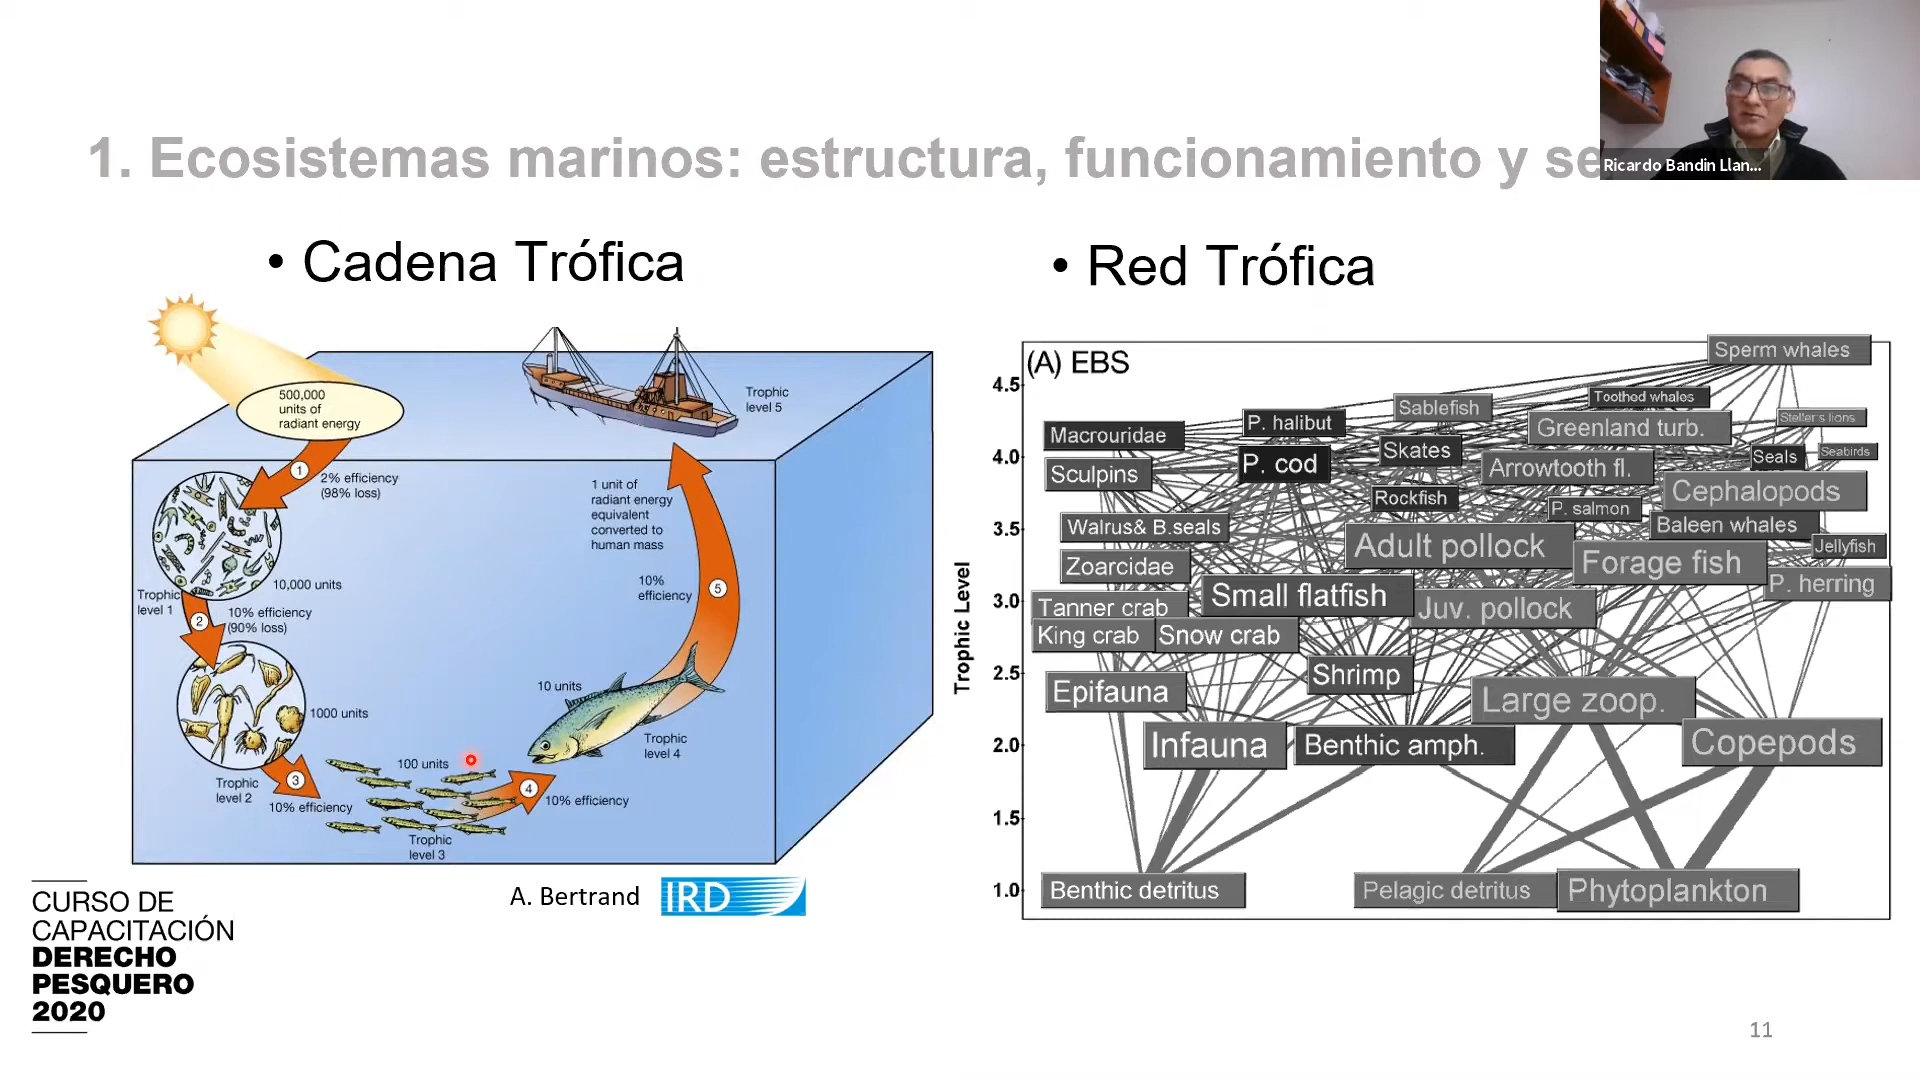 1. Ecosistemas marinos: estructura, funcionamiento y se
Ricardo Bandin Llan...
• Cadena Trófica
500,000
units of
radiant energy
1
2% efficiency
(98% loss)
10,000 units
Trophic
level 1
2
10% efficiency
(90% loss)
1000 units
Trophic
level 2
3
10% efficiency
100 units
Trophic
level 3
4
10% efficiency
10 units
Trophic
level 4
5
10%
efficiency
1 unit of
radiant energy
equivalent
converted to
human mass
Trophic
level 5
A. Bertrand
IRD
• Red Trófica
(A) EBS
Trophic Level
4.5
4.0
3.5
3.0
2.5
2.0
1.5
1.0
Sperm whales
Toothed whales
Sablefish
Steller's lions
P. halibut
Greenland turb.
Macrouridae
Skates
Seabirds
P. cod
Seals
Arrowtooth fl.
Sculpins
Cephalopods
Rockfish
P. salmon
Walrus& B.seals
Baleen whales
Adult pollock
Jellyfish
Zoarcidae
Forage fish
P. herring
Small flatfish
Tanner crab
Juv. pollock
King crab
Snow crab
Shrimp
Epifauna
Large zoop.
Infauna
Benthic amph.
Copepods
Benthic detritus
Pelagic detritus
Phytoplankton
CURSO DE
CAPACITACIÓN
DERECHO
PESQUERO
2020
11